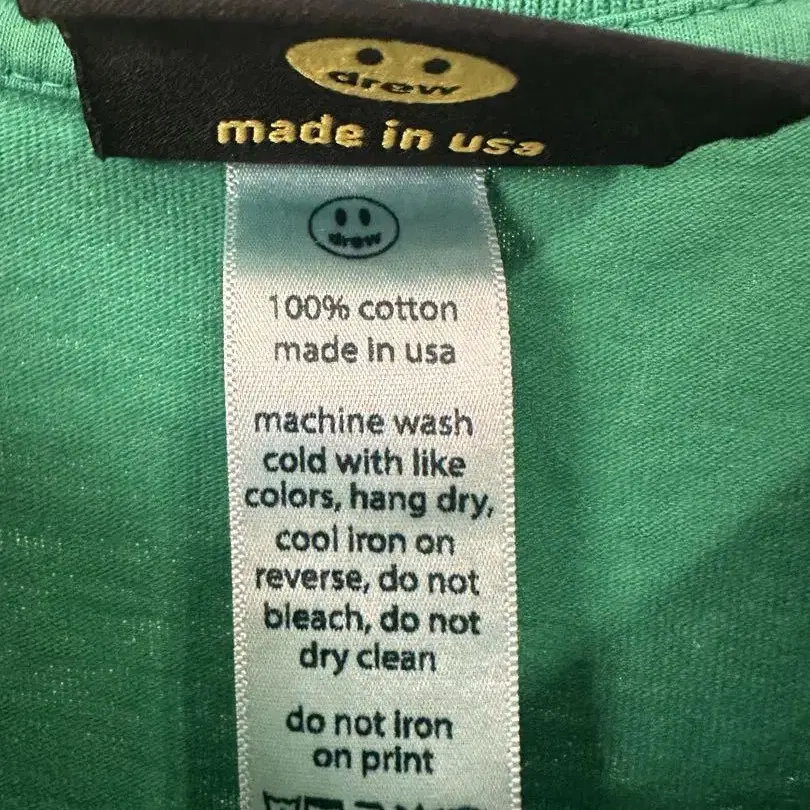 drew
made in usa
drew
100% cotton
made in usa
machine wash
cold with like
colors, hang dry,
cool iron on
reverse, do not
bleach, do not
dry clean
do not iron
on print